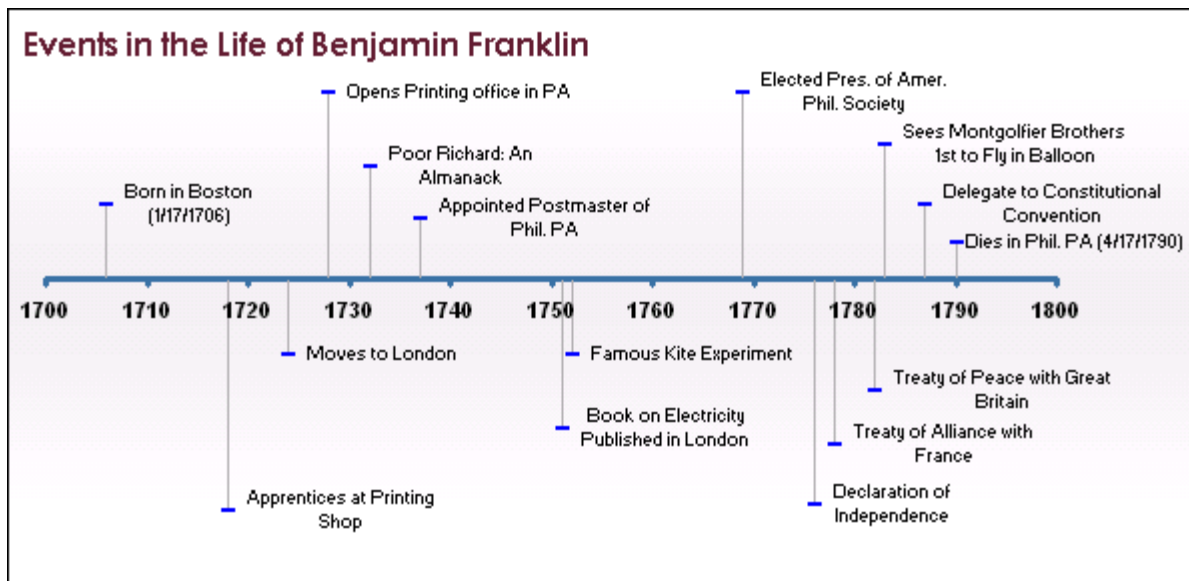 Events in the Life of Benjamin Franklin
Opens Printing office in PA
Elected Pres. of Amer.
Phil. Society
Sees Montgolfier Brothers
1st to Fly in Balloon
Poor Richard: An
Almanack
Born in Boston
(1/17/1706)
Appointed Postmaster of
Phil. PA
Delegate to Constitutional
Convention
Dies in Phil. PA (4/17/1790)
1700 1710 1720 1730 1740 1750 1760 1770 1780 1790 1800
Moves to London
Famous Kite Experiment
Treaty of Peace with Great
Britain
Book on Electricity
Published in London
Treaty of Alliance with
France
Apprentices at Printing
Shop
Declaration of
Independence